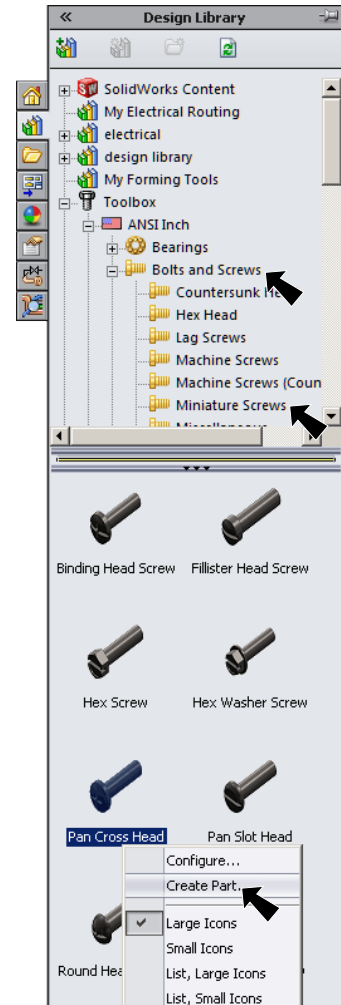 Design Library
SolidWorks Content
My Electrical Routing
electrical
design library
My Forming Tools
Toolbox
ANSI Inch
Bearings
Bolts and Screws
Countersunk
Hex Head
Lag Screws
Machine Screws
Machine Screws (Coun
Miniature Screws
Binding Head Screw Fillister Head Screw
Hex Screw Hex Washer Screw
Pan Cross Head Pan Slot Head
Configure...
Create Part...
Large Icons
Small Icons
Round Hea
List, Large Icons
List, Small Icons